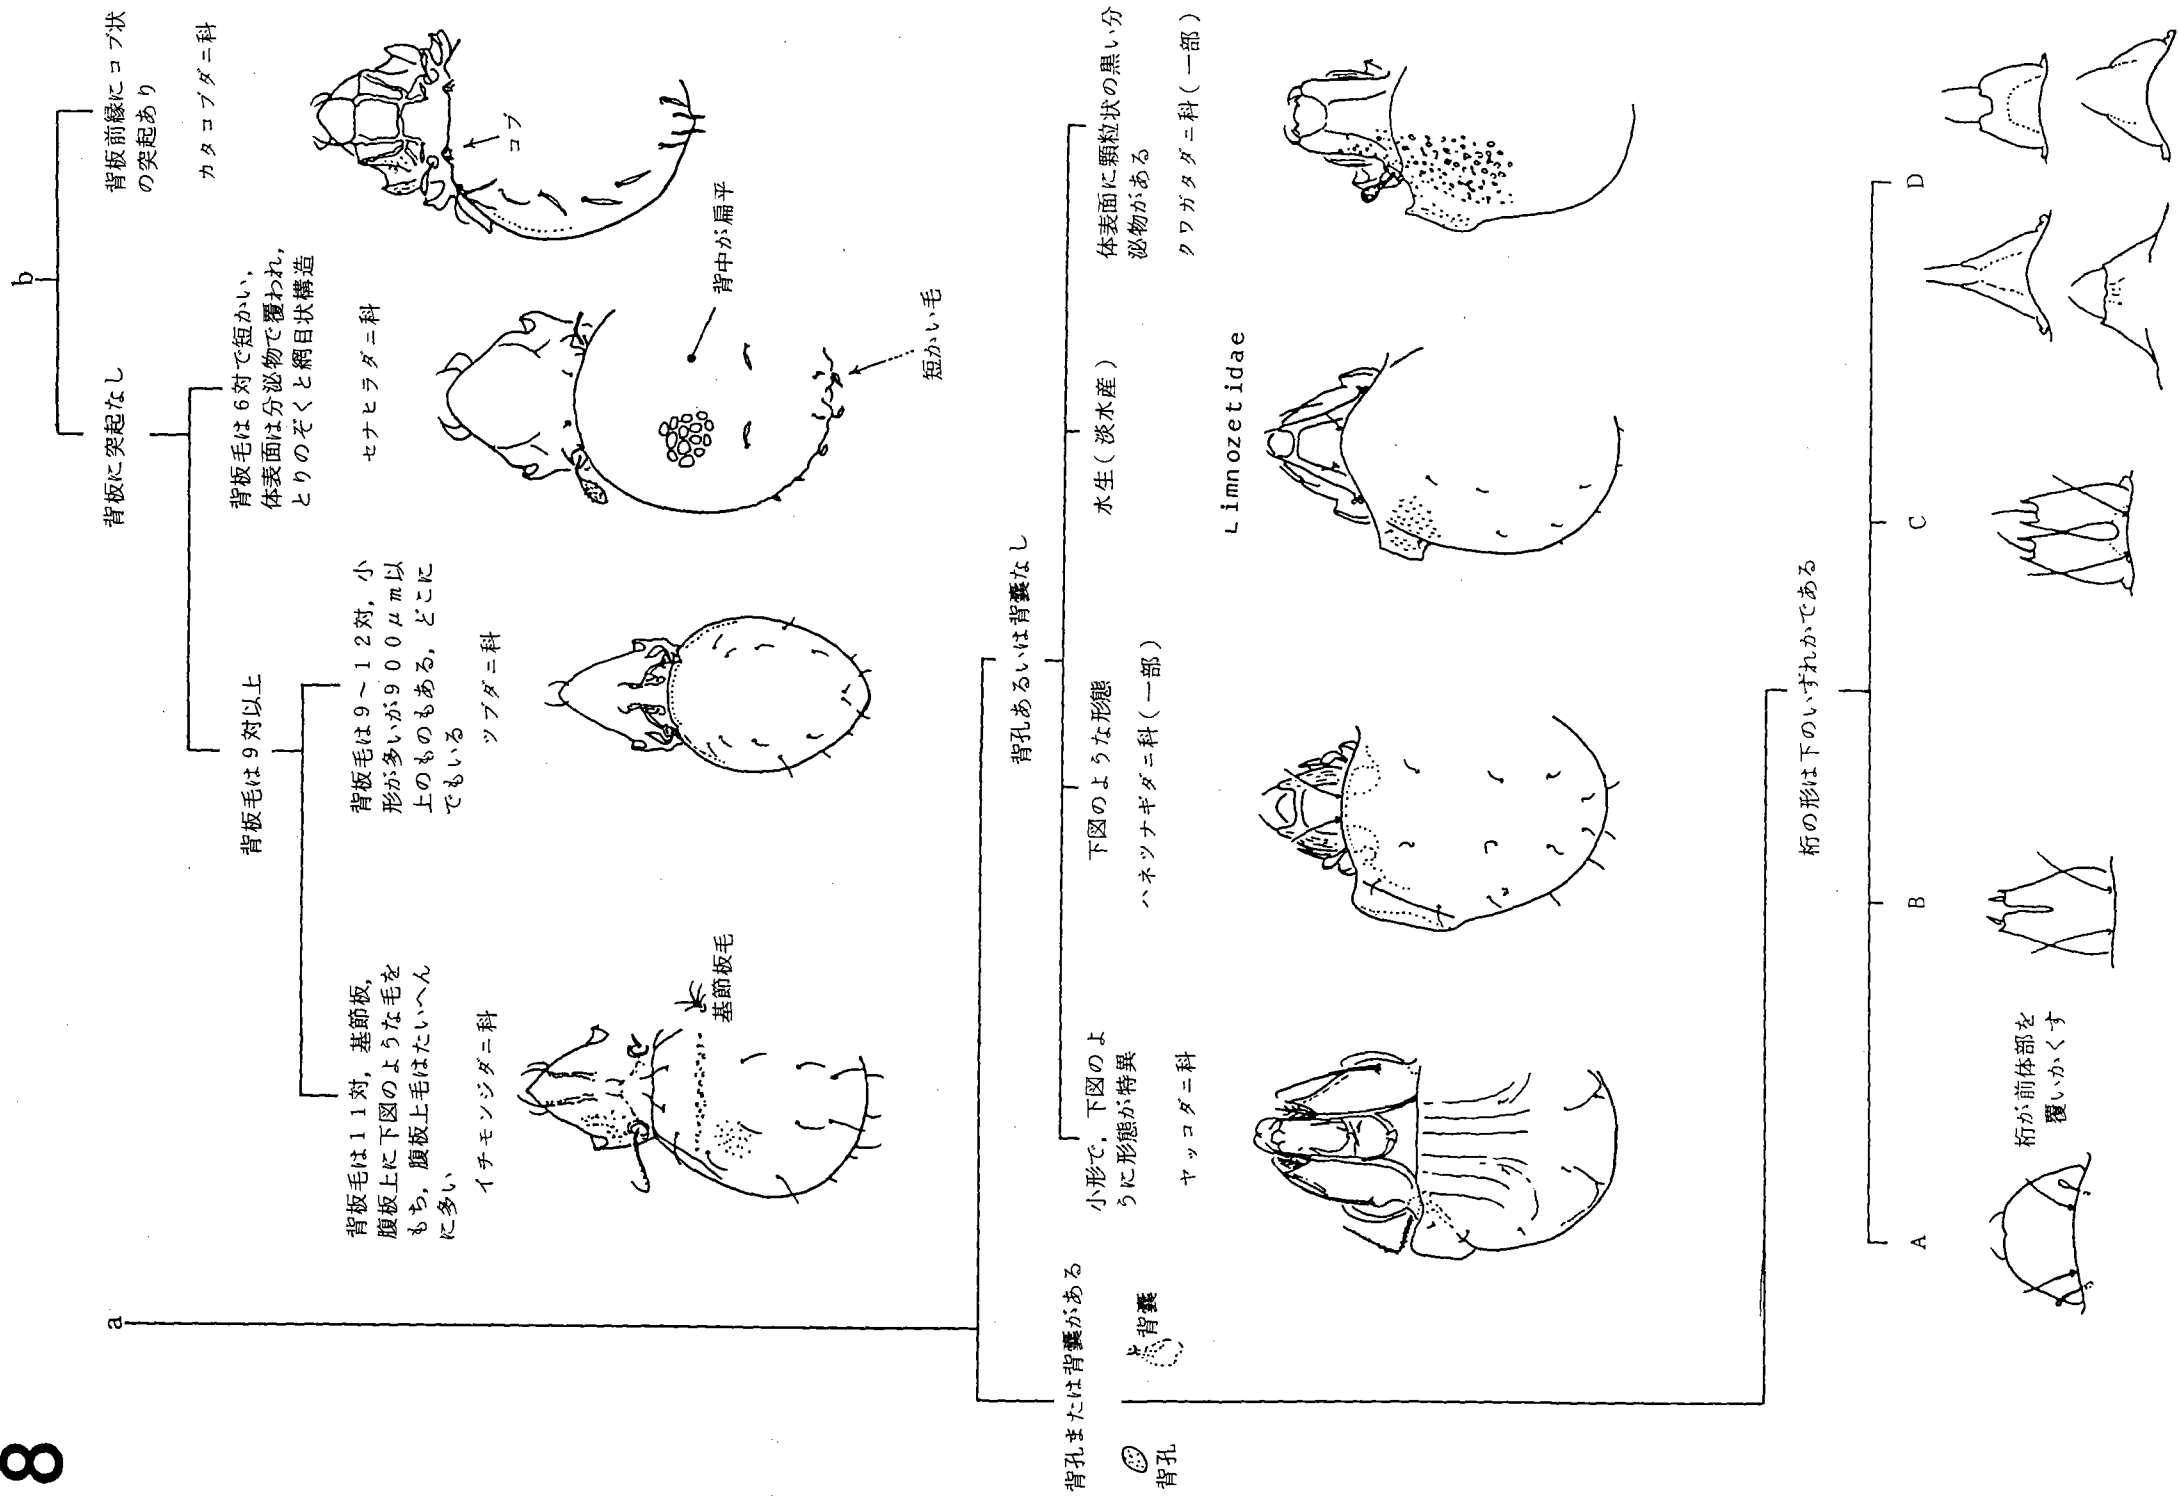 8
b
背板前縁にコブ状
の突起あり
カタコブダニ科
コブ
背板に突起なし
背板毛は6対で短かい,
体表面は分泌物で覆われ,
とりのぞくと網目状構造
セナヒラダニ科
背中が扁平
短かい毛
背板毛は9対以上
背板毛は9~12対, 小
形が多いが900μm以
上のものもある, どこに
でもいる
ツブダニ科
背板毛は11対, 基節板,
腹板上に下図のような毛を
もち, 腹板上毛はたいへん
に多い
イチモンジダニ科
基節板毛
a
背孔あるいは背嚢なし
体表面に顆粒状の黒い分
泌物がある
クワガタダニ科(一部)
水生(淡水産)
Limnozetidae
下図のような形態
ハネツナギダニ科(一部)
小形で, 下図のよ
うに形態が特異
ヤッコダニ科
背孔または背嚢がある
背嚢
背孔
桁の形は下のいずれかである
A
桁が前体部を
覆いかくす
B
C
D